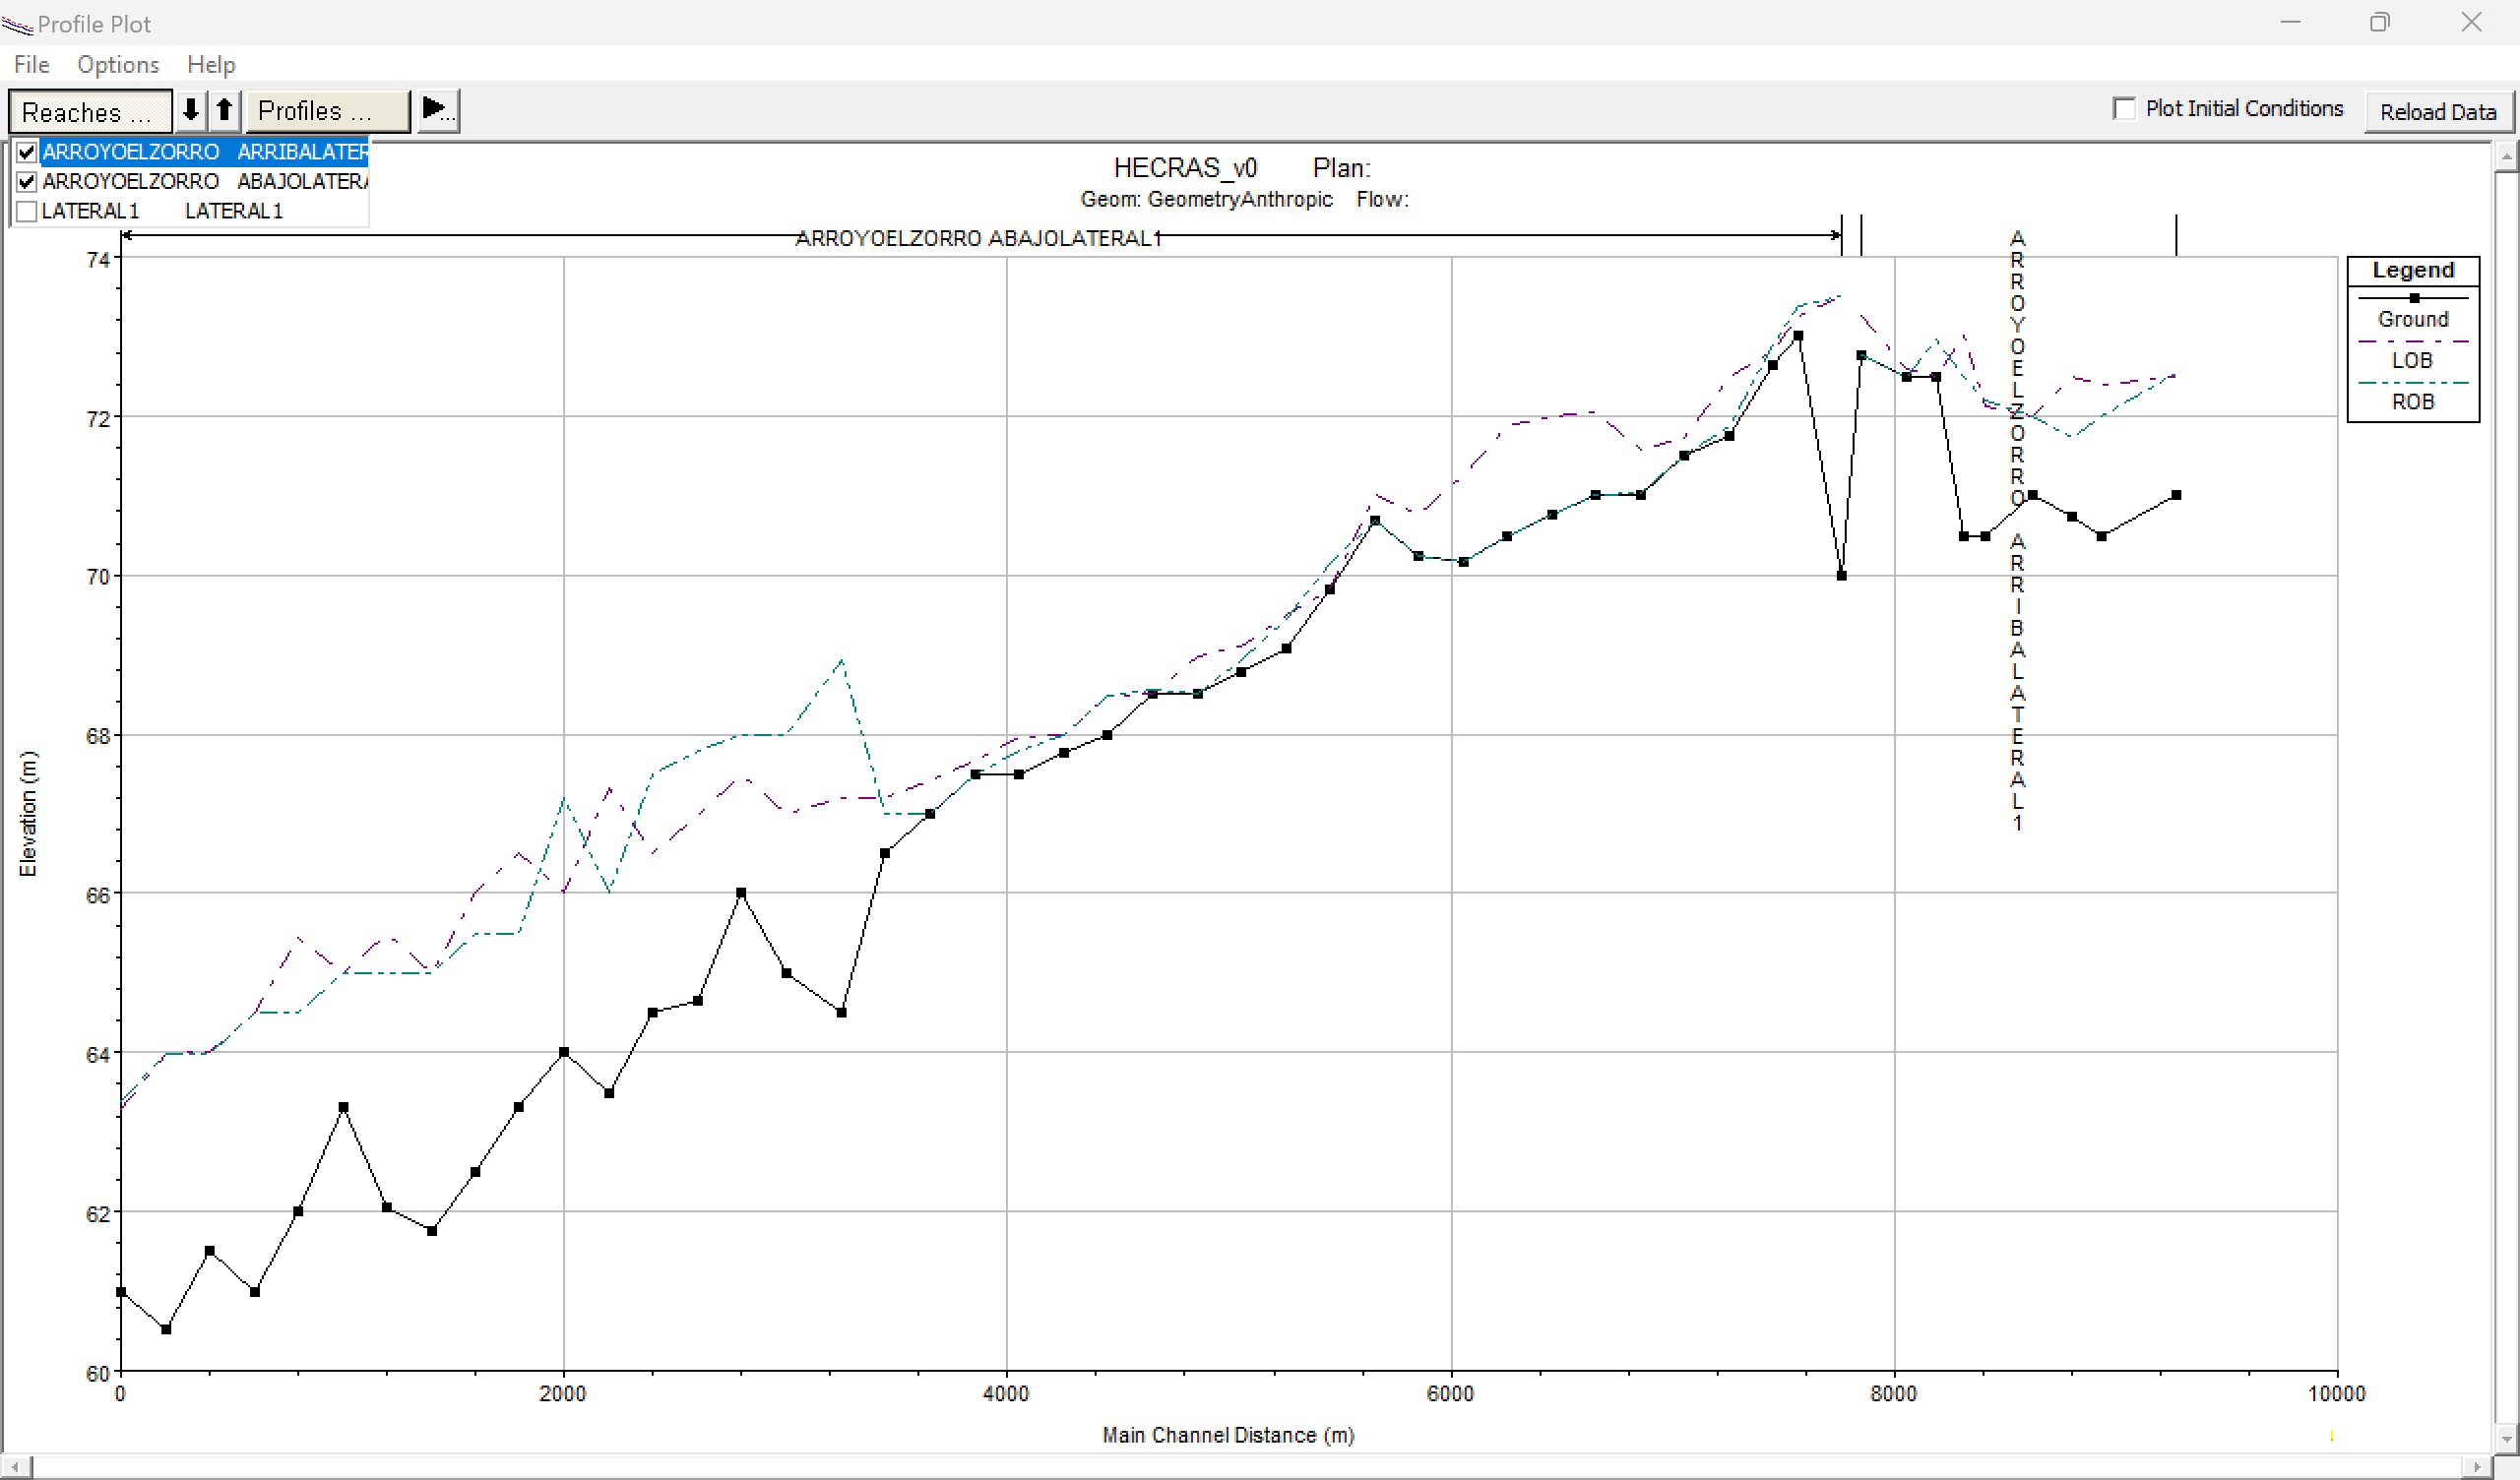 Profile Plot
File Options Help
Reaches ... Profiles ... ... Plot Initial Conditions Reload Data
ARROYOELZORRO ARRIBALATER
ARROYOELZORRO ABAJOLATERA
LATERAL1 LATERAL1
HECRAS_v0 Plan:
Geom: GeometryAnthropic Flow:
ARROYOELZORRO ABAJOLATERAL1
ARROYOELZORRO ARRIBALATERAL1
Legend
Ground
LOB
ROB
Elevation (m)
74
72
70
68
66
64
62
60
0 2000 4000 6000 8000 10000
Main Channel Distance (m)